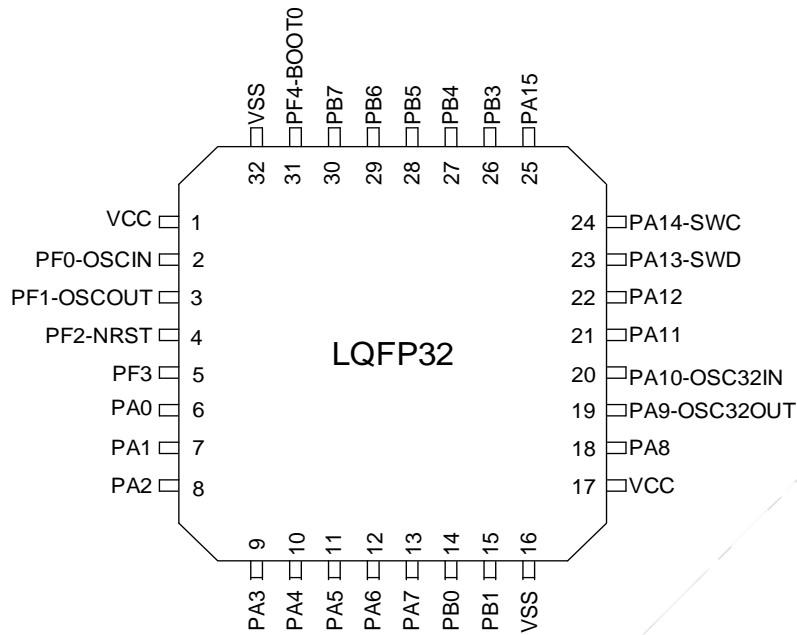 VSS
PF4-BOOT0
PB7
PB6
PB5
PB4
PB3
PA15
32
31
30
29
28
27
26
25
VCC 1
PF0-OSCIN 2
PF1-OSCOUT 3
PF2-NRST 4
PF3 5
PA0 6
PA1 7
PA2 8
LQFP32
24 PA14-SWC
23 PA13-SWD
22 PA12
21 PA11
20 PA10-OSC32IN
19 PA9-OSC32OUT
18 PA8
17 VCC
9
10
11
12
13
14
15
16
PA3
PA4
PA5
PA6
PA7
PB0
PB1
VSS